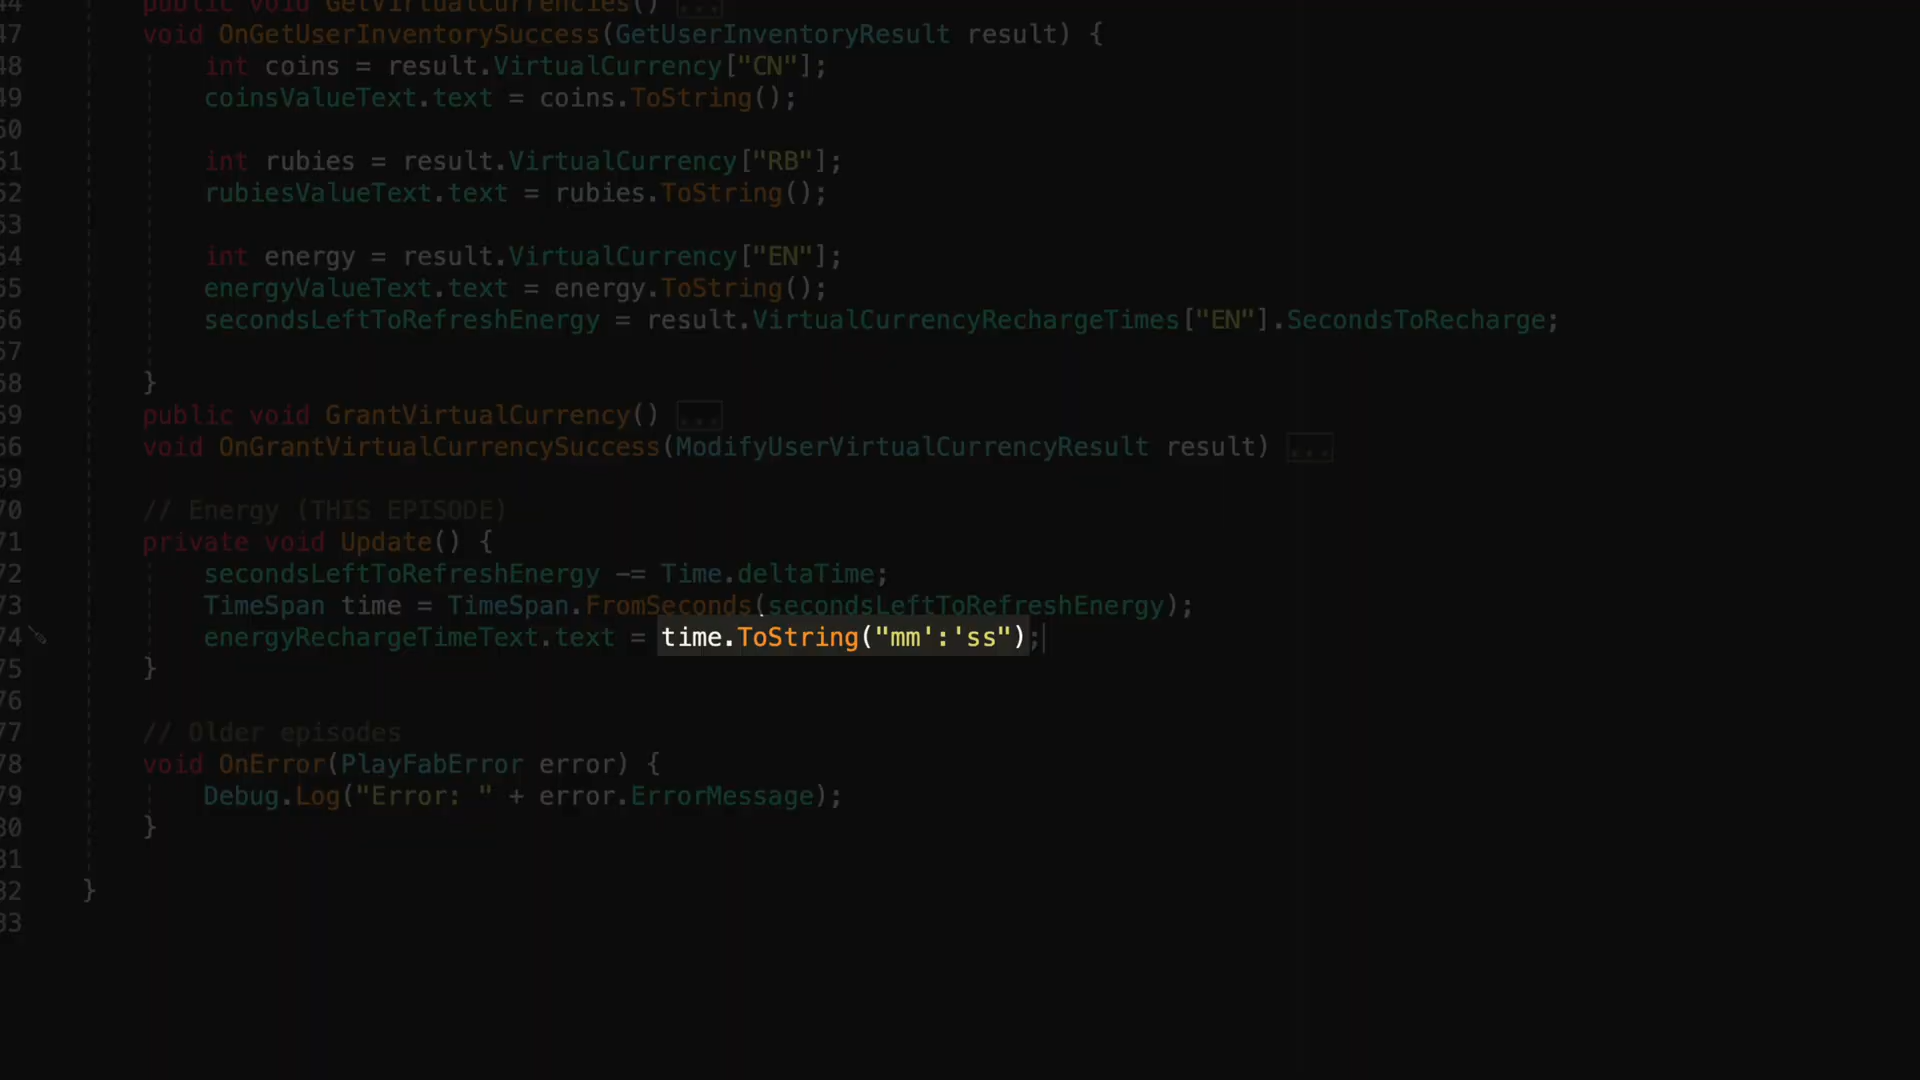 44 public void GetVirtualCurrencies() ...
47 void OnGetUserInventorySuccess(GetUserInventoryResult result) {
48 int coins = result.VirtualCurrency["CN"];
49 coinsValueText.text = coins.ToString();
50
51 int rubies = result.VirtualCurrency["RB"];
52 rubiesValueText.text = rubies.ToString();
53
54 int energy = result.VirtualCurrency["EN"];
55 energyValueText.text = energy.ToString();
56 secondsLeftToRefreshEnergy = result.VirtualCurrencyRechargeTimes["EN"].SecondsToRecharge;
57
58 }
59 public void GrantVirtualCurrency() ...
66 void OnGrantVirtualCurrencySuccess(ModifyUserVirtualCurrencyResult result) ...
69
70 // Energy (THIS EPISODE)
71 private void Update() {
72 secondsLeftToRefreshEnergy -= Time.deltaTime;
73 TimeSpan time = TimeSpan.FromSeconds(secondsLeftToRefreshEnergy);
74 energyRechargeTimeText.text = time.ToString("mm':'ss");
75 }
76
77 // Older episodes
78 void OnError(PlayFabError error) {
79 Debug.Log("Error: " + error.ErrorMessage);
80 }
81
82 }
83